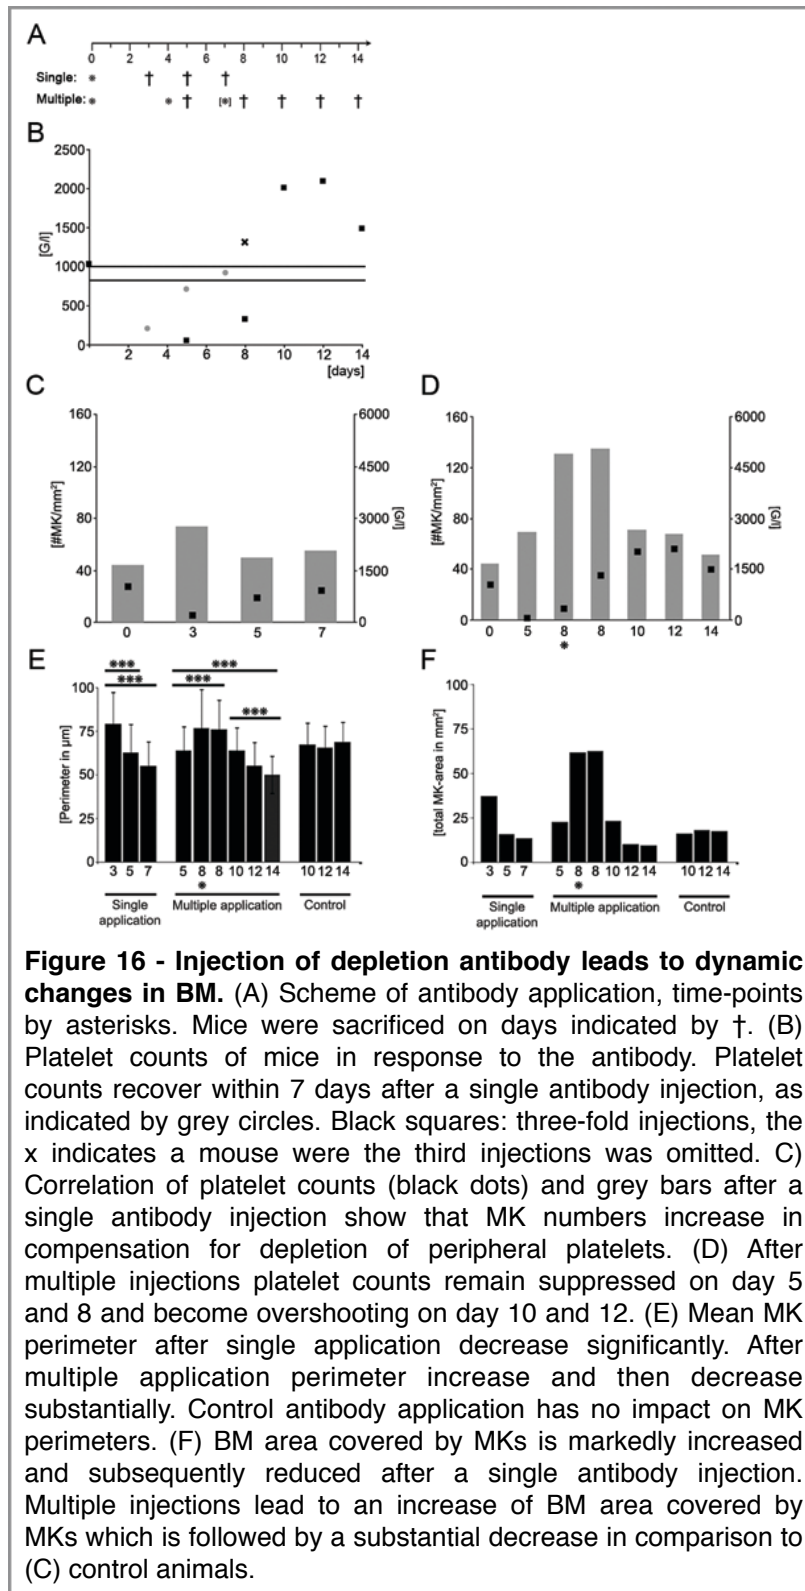 A
0 2 4 6 8 10 12 14
Single: * † † †
Multiple: * * † [*] † † † †
B
2500
2000
1500
1000
500
0
[G/l]
2 4 6 8 10 12 14
[days]
C
160
120
80
40
0
[#MK/mm²]
6000
4500
3000
1500
0
[G/l]
0 3 5 7
D
160
120
80
40
0
[#MK/mm²]
6000
4500
3000
1500
0
[G/l]
0 5 8 8 10 12 14
*
E
100
75
50
25
0
[Perimeter in µm]
*** ***
*** *** ***
3 5 7 5 8 8 10 12 14 10 12 14
*
Single application Multiple application Control
F
100
75
50
25
0
[total MK-area in mm²]
3 5 7 5 8 8 10 12 14 10 12 14
*
Single application Multiple application Control
Figure 16 - Injection of depletion antibody leads to dynamic
changes in BM. (A) Scheme of antibody application, time-points
by asterisks. Mice were sacrificed on days indicated by †. (B)
Platelet counts of mice in response to the antibody. Platelet
counts recover within 7 days after a single antibody injection, as
indicated by grey circles. Black squares: three-fold injections, the
x indicates a mouse were the third injections was omitted. C)
Correlation of platelet counts (black dots) and grey bars after a
single antibody injection show that MK numbers increase in
compensation for depletion of peripheral platelets. (D) After
multiple injections platelet counts remain suppressed on day 5
and 8 and become overshooting on day 10 and 12. (E) Mean MK
perimeter after single application decrease significantly. After
multiple application perimeter increase and then decrease
substantially. Control antibody application has no impact on MK
perimeters. (F) BM area covered by MKs is markedly increased
and subsequently reduced after a single antibody injection.
Multiple injections lead to an increase of BM area covered by
MKs which is followed by a substantial decrease in comparison to
(C) control animals.